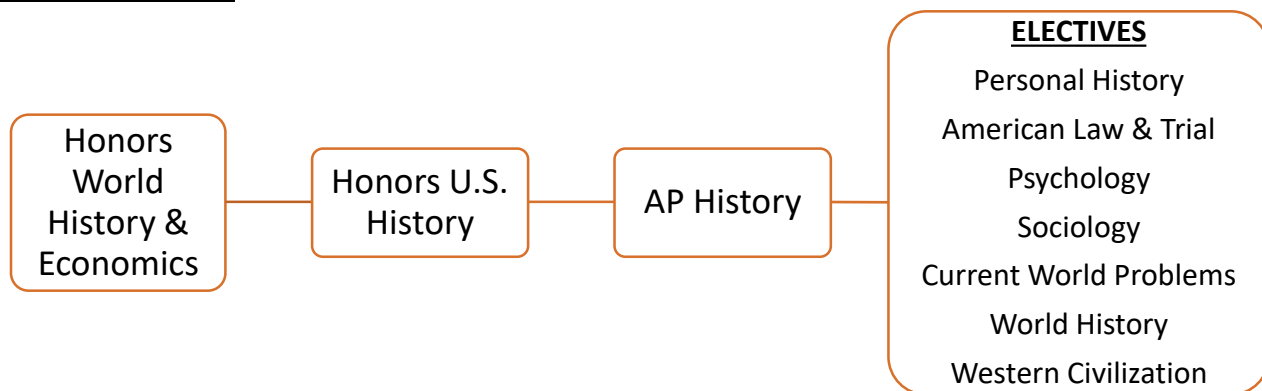 Honors
World
History &
Economics
Honors U.S.
History
AP History
ELECTIVES
Personal History
American Law & Trial
Psychology
Sociology
Current World Problems
World History
Western Civilization